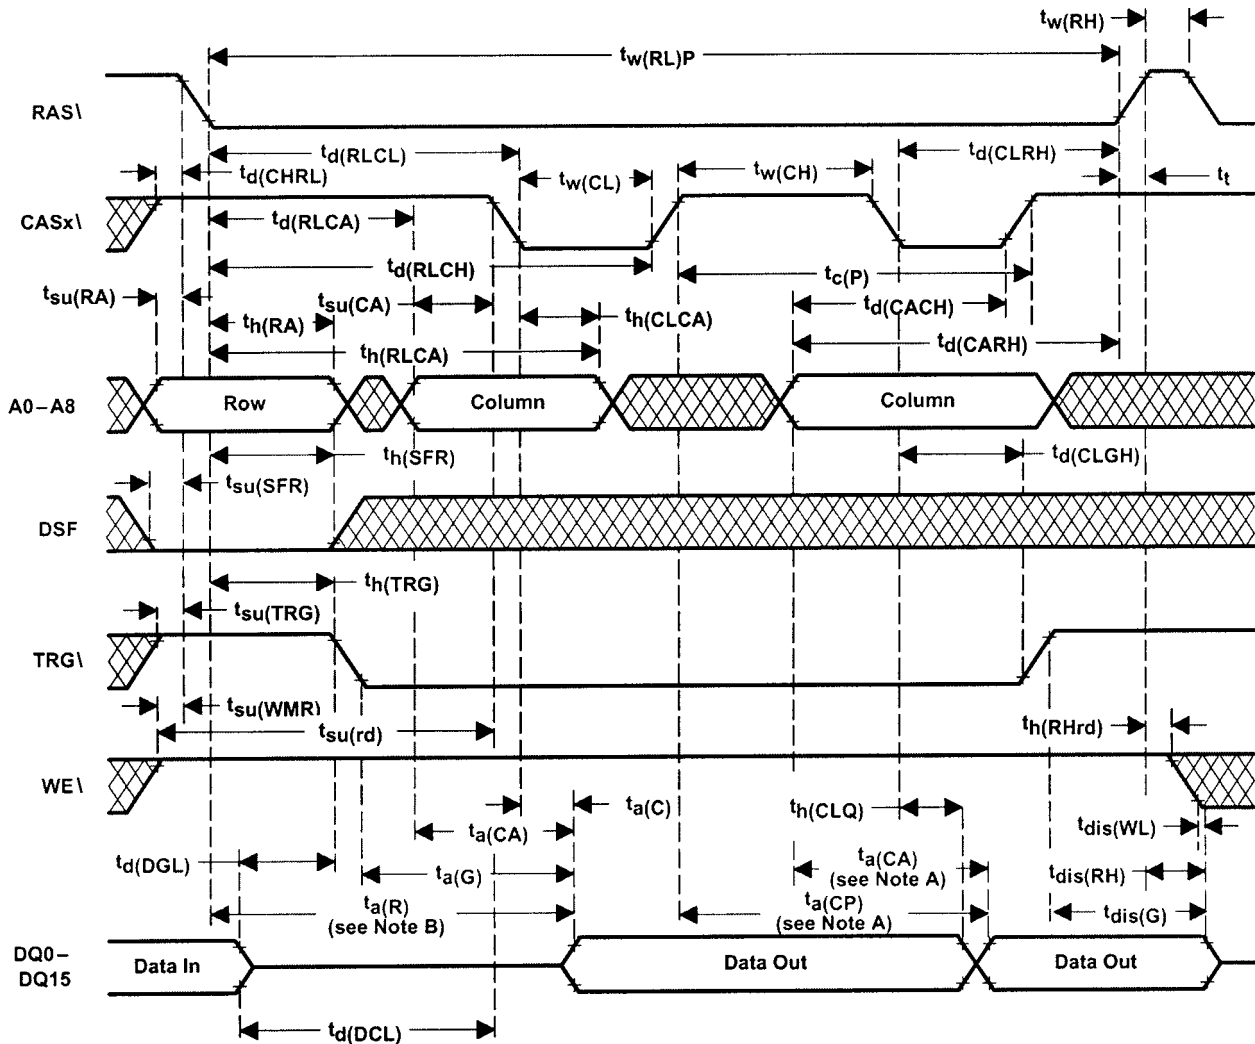 tw(RH)
tw(RL)P
RAS\
td(RLCL)
td(CLRH)
td(CHRL)
tw(CL)
tw(CH)
tt
CASx\
td(RLCA)
td(RLCH)
tc(P)
tsu(RA)
tsu(CA)
td(CACH)
th(RA)
th(CLCA)
th(RLCA)
td(CARH)
A0–A8
Row
Column
Column
th(SFR)
td(CLGH)
tsu(SFR)
DSF
th(TRG)
tsu(TRG)
TRG\
tsu(WMR)
tsu(rd)
th(RHrd)
WE\
ta(C)
th(CLQ)
ta(CA)
tdis(WL)
td(DGL)
ta(G)
ta(CA)
(see Note A)
tdis(RH)
ta(R)
(see Note B)
ta(CP)
(see Note A)
tdis(G)
DQ0–
DQ15
Data In
Data Out
Data Out
td(DCL)